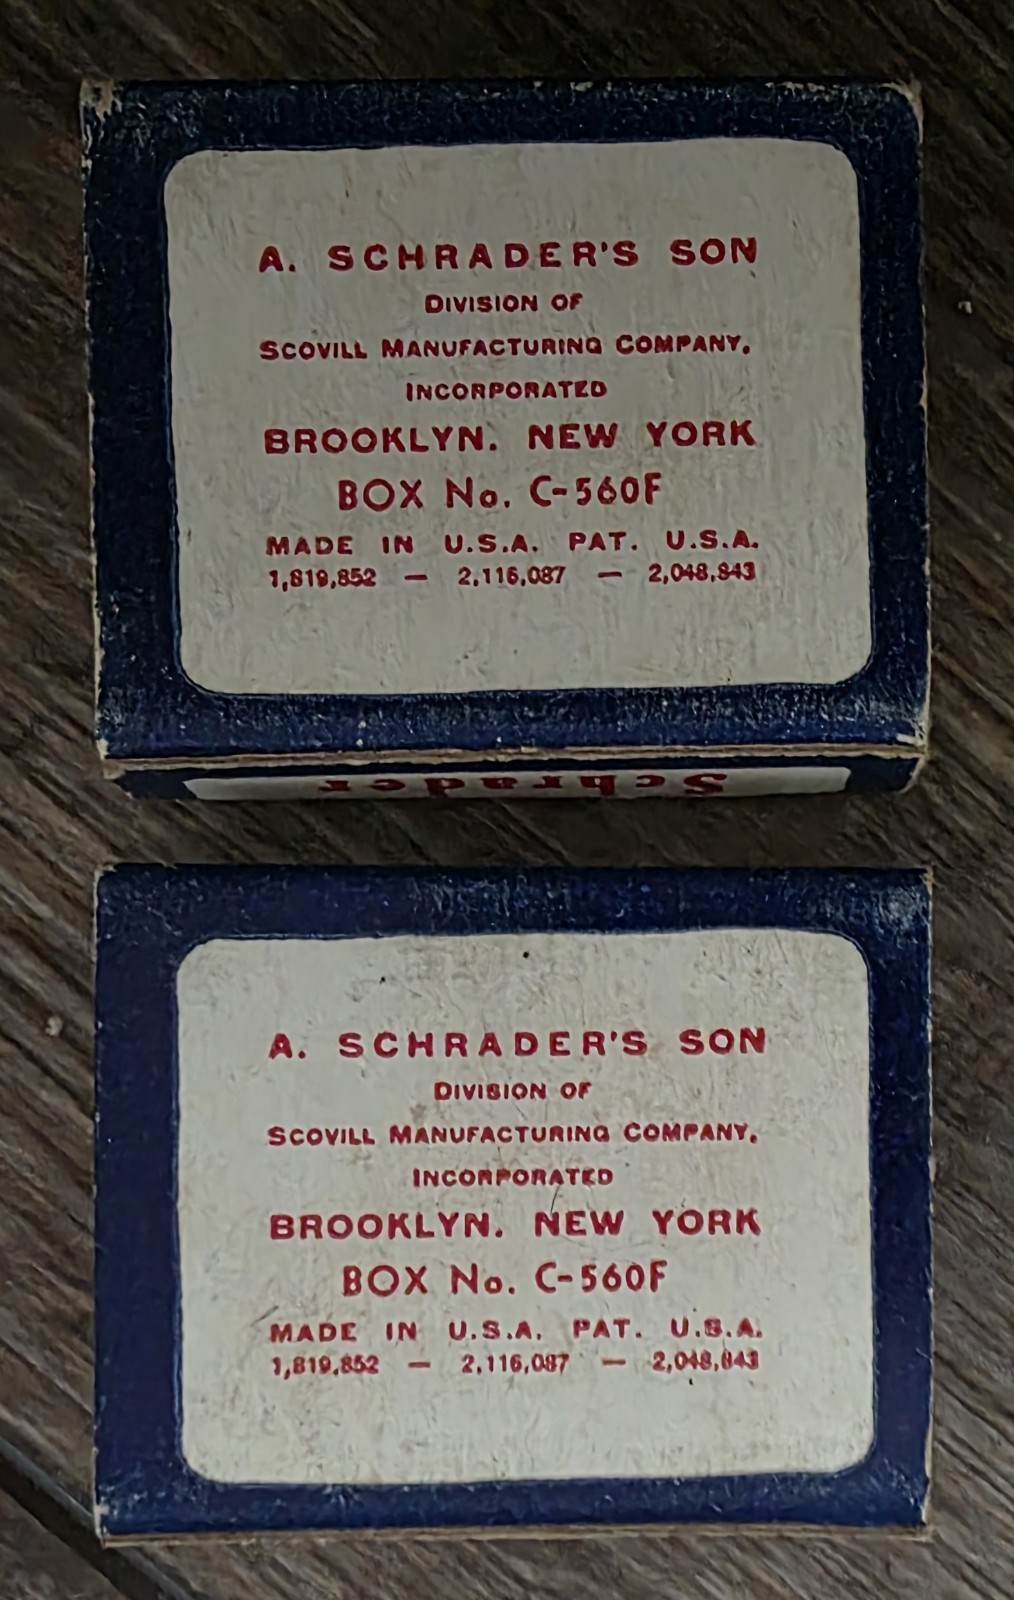 A. SCHRADER'S SON
DIVISION OF
SCOVILL MANUFACTURING COMPANY,
INCORPORATED
BROOKLYN. NEW YORK
BOX No. C-560F
MADE IN U.S.A. PAT. U.S.A.
1,819,852 — 2,116,087 — 2,048,843
Schrader
A. SCHRADER'S SON
DIVISION OF
SCOVILL MANUFACTURING COMPANY,
INCORPORATED
BROOKLYN. NEW YORK
BOX No. C-560F
MADE IN U.S.A. PAT. U.S.A.
1,819,852 — 2,116,087 — 2,048,843